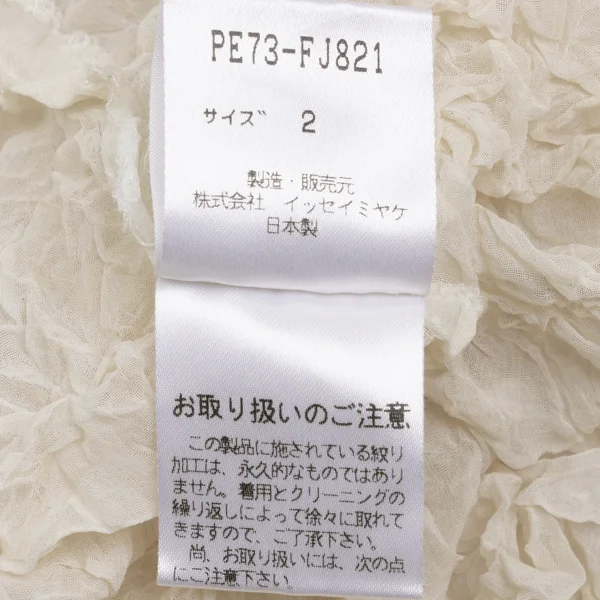 PE73-FJ821
サイズ 2
製造・販売元
株式会社 イッセイミヤケ
日本製
お取り扱いのご注意
この製品に施されている絞り
加工は、永久的なものではあり
ません。着用とクリーニングの
繰り返しによって徐々に取れて
きますので、ご了承下さい。
尚、お取り扱いには、次の点
にご注意下さい。